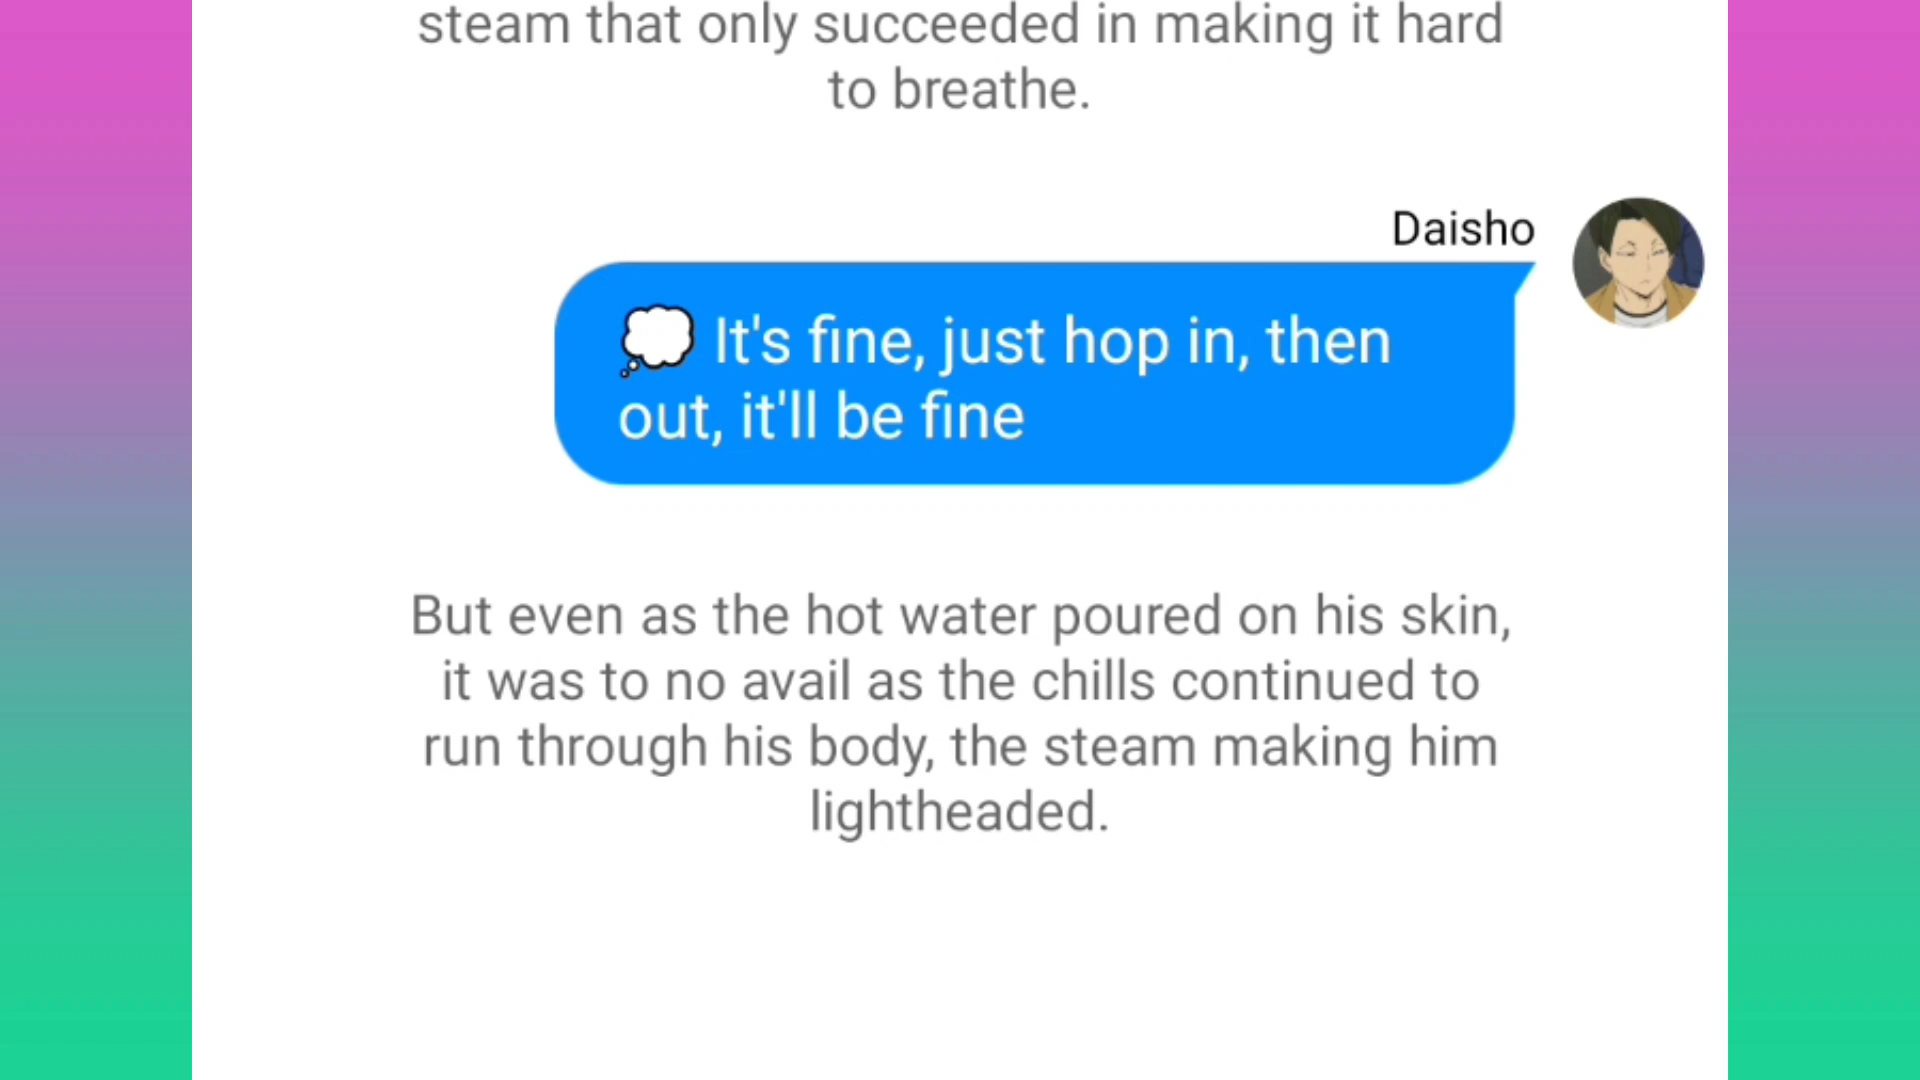 steam that only succeeded in making it hard
to breathe.
Daisho
💭 It's fine, just hop in, then
out, it'll be fine
But even as the hot water poured on his skin,
it was to no avail as the chills continued to
run through his body, the steam making him
lightheaded.